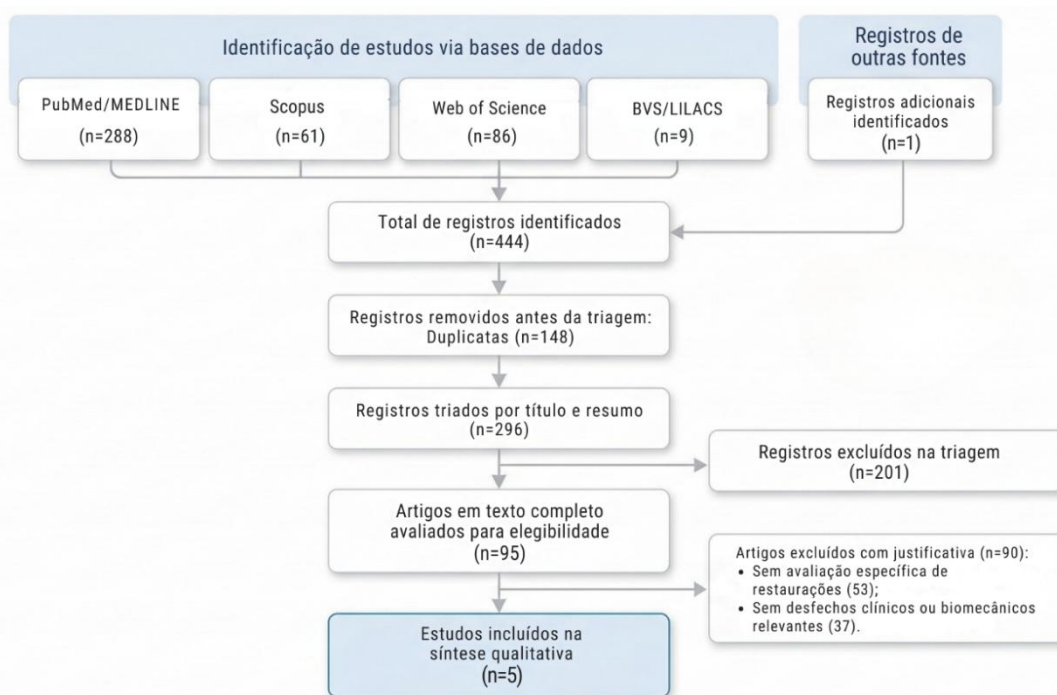 Identificação de estudos via bases de dados
Registros de
outras fontes
PubMed/MEDLINE
(n=288)
Scopus
(n=61)
Web of Science
(n=86)
BVS/LILACS
(n=9)
Registros adicionais
identificados
(n=1)
Total de registros identificados
(n=444)
Registros removidos antes da triagem:
Duplicatas (n=148)
Registros triados por título e resumo
(n=296)
Registros excluídos na triagem
(n=201)
Artigos em texto completo
avaliados para elegibilidade
(n=95)
Artigos excluídos com justificativa (n=90):
• Sem avaliação específica de
restaurações (53);
• Sem desfechos clínicos ou biomecânicos
relevantes (37).
Estudos incluídos na
síntese qualitativa
(n=5)